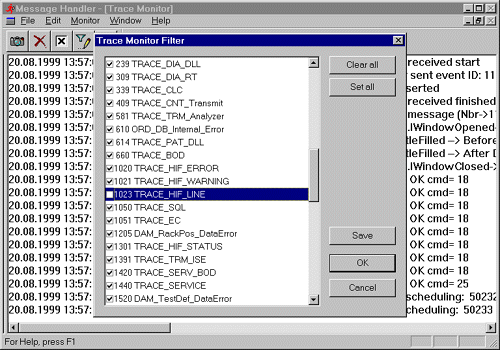 Message Handler - [Trace Monitor]
File Edit Monitor Window Help
Trace Monitor Filter
239 TRACE_DIA_DLL
309 TRACE_DIA_RT
339 TRACE_CLC
409 TRACE_CNT_Transmit
581 TRACE_TRM_Analyzer
610 ORD_DB_Internal_Error
614 TRACE_PAT_DLL
660 TRACE_BOD
1020 TRACE_HIF_ERROR
1021 TRACE_HIF_WARNING
1023 TRACE_HIF_LINE
1050 TRACE_SQL
1051 TRACE_EC
1205 DAM_RackPos_DataError
1301 TRACE_HIF_STATUS
1391 TRACE_TRM_ISE
1420 TRACE_SERV_BOD
1440 TRACE_SERVICE
1520 DAM_TestDef_DataError
Clear all
Set all
Save
OK
Cancel
20.08.1999 13:57:0 received start
20.08.1999 13:57: r sent event ID: 11
20.08.1999 13:57: serted
20.08.1999 13:57: received finished
20.08.1999 13:57: message (Nbr->1
20.08.1999 13:57: .IWindowOpened-
20.08.1999 13:57: tleFilled --> Before
20.08.1999 13:57: tleFilled --> After D
20.08.1999 13:57: .IWindowClosed->
20.08.1999 13:57: OK cmd= 18
20.08.1999 13:57: OK cmd= 18
20.08.1999 13:57: OK cmd= 18
20.08.1999 13:57: OK cmd= 18
20.08.1999 13:57: OK cmd= 18
20.08.1999 13:57: OK cmd= 18
20.08.1999 13:57: OK cmd= 18
20.08.1999 13:57: OK cmd= 18
20.08.1999 13:57: OK cmd= 25
20.08.1999 13:57: scheduling: 50232
20.08.1999 13:57: scheduling: 50233
For Help, press F1